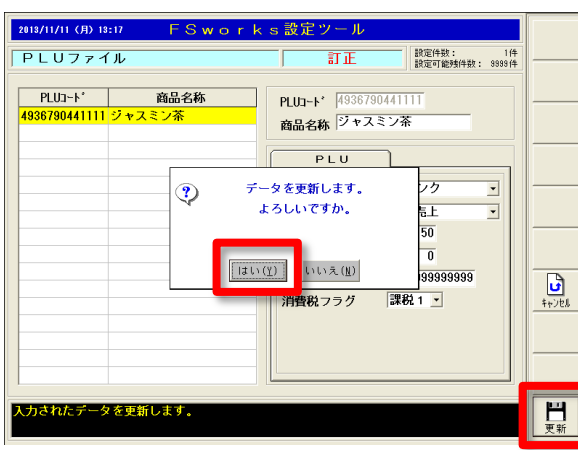 2013/11/11 (月) 13:17 FSworks設定ツール
PLUファイル 訂正 設定件数: 1件
設定可能残件数: 9999件
PLUｺｰﾄﾞ 商品名称
4936790441111 ジャスミン茶
PLUｺｰﾄﾞ 4936790441111
商品名称 ジャスミン茶
PLU
データを更新します。
よろしいですか。
はい(Y) いいえ(N)
ンク
売上
50
0
99999999
消費税フラグ 課税1
ｷｬﾝｾﾙ
入力されたデータを更新します。
更新